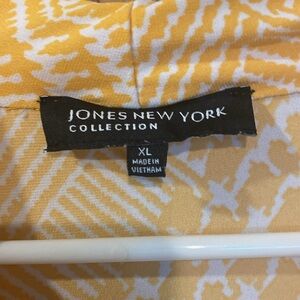 JONES NEW YORK
COLLECTION
XL
MADE IN
VIETNAM